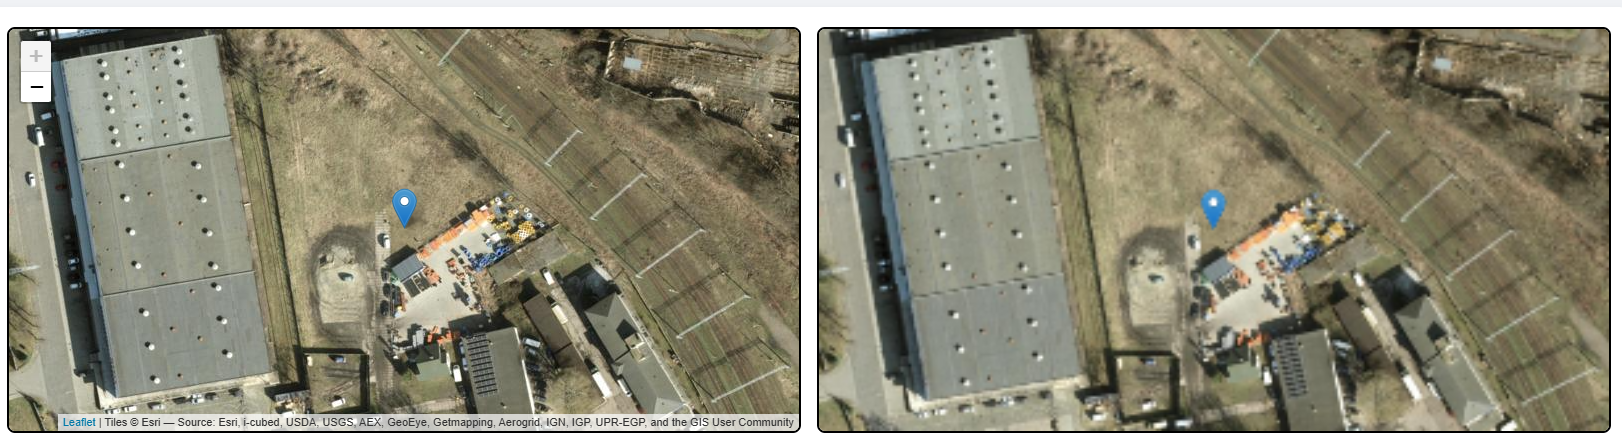 +
−
Leaflet | Tiles © Esri — Source: Esri, i-cubed, USDA, USGS, AEX, GeoEye, Getmapping, Aerogrid, IGN, IGP, UPR-EGP, and the GIS User Community